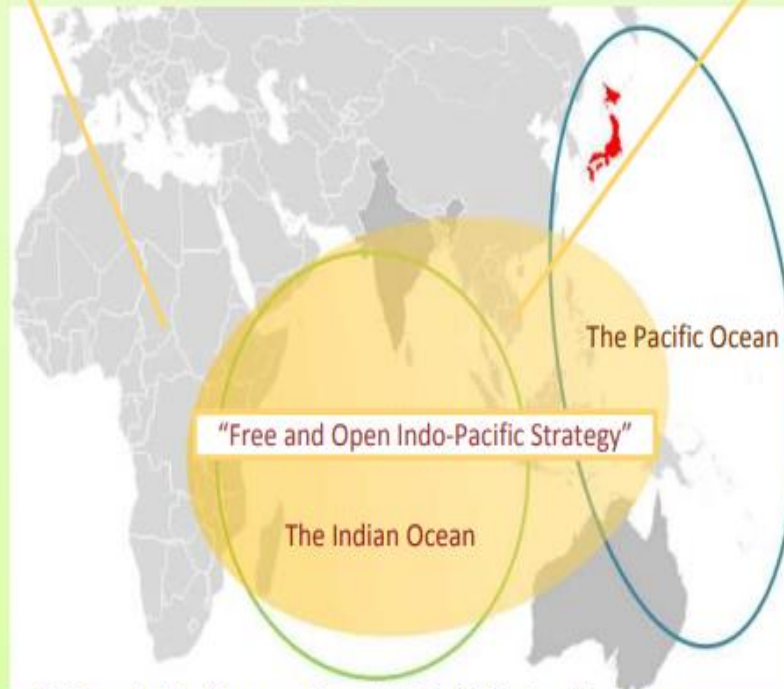 The Pacific Ocean
“Free and Open Indo-Pacific Strategy”
The Indian Ocean